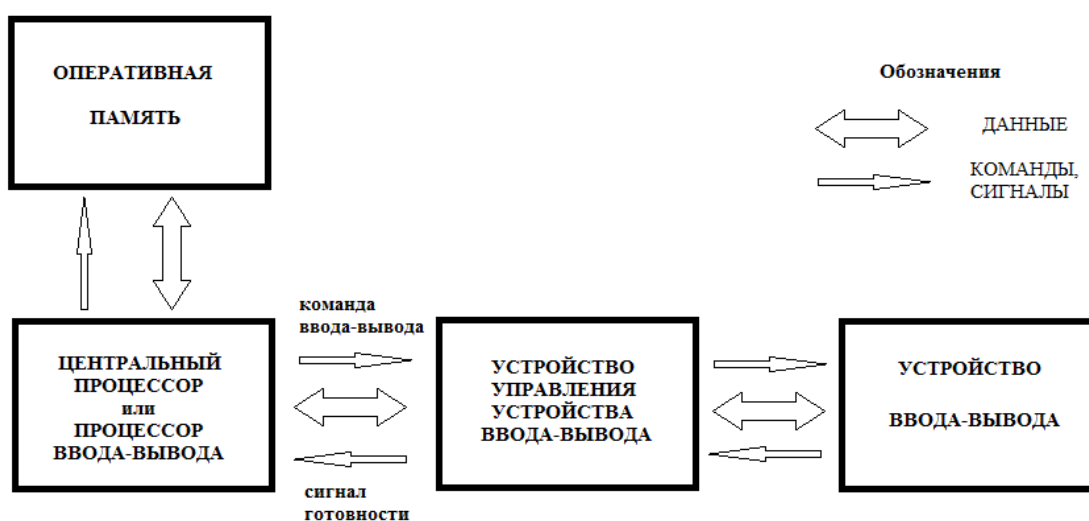 ОПЕРАТИВНАЯ
ПАМЯТЬ
Обозначения
ДАННЫЕ
КОМАНДЫ,
СИГНАЛЫ
ЦЕНТРАЛЬНЫЙ
ПРОЦЕССОР
или
ПРОЦЕССОР
ВВОДА-ВЫВОДА
команда
ввода-вывода
сигнал
готовности
УСТРОЙСТВО
УПРАВЛЕНИЯ
УСТРОЙСТВА
ВВОДА-ВЫВОДА
УСТРОЙСТВО
ВВОДА-ВЫВОДА